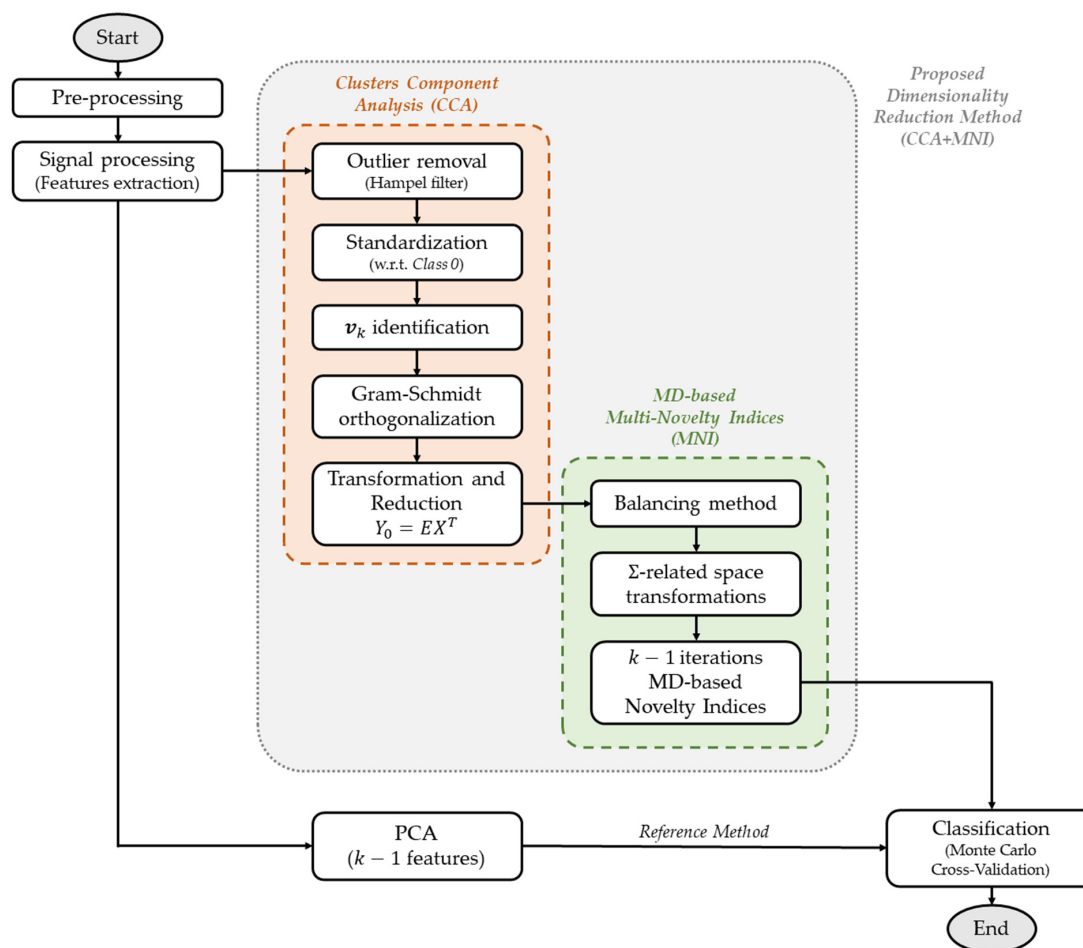 Start
Pre-processing
Signal processing
(Features extraction)
Clusters Component
Analysis (CCA)
Proposed
Dimensionality
Reduction Method
(CCA+MNI)
Outlier removal
(Hampel filter)
Standardization
(w.r.t. Class 0)
𝒗ₖ identification
Gram-Schmidt
orthogonalization
Transformation and
Reduction
Y₀ = EXᵀ
MD-based
Multi-Novelty Indices
(MNI)
Balancing method
Σ-related space
transformations
k − 1 iterations
MD-based
Novelty Indices
PCA
(k − 1 features)
Reference Method
Classification
(Monte Carlo
Cross-Validation)
End